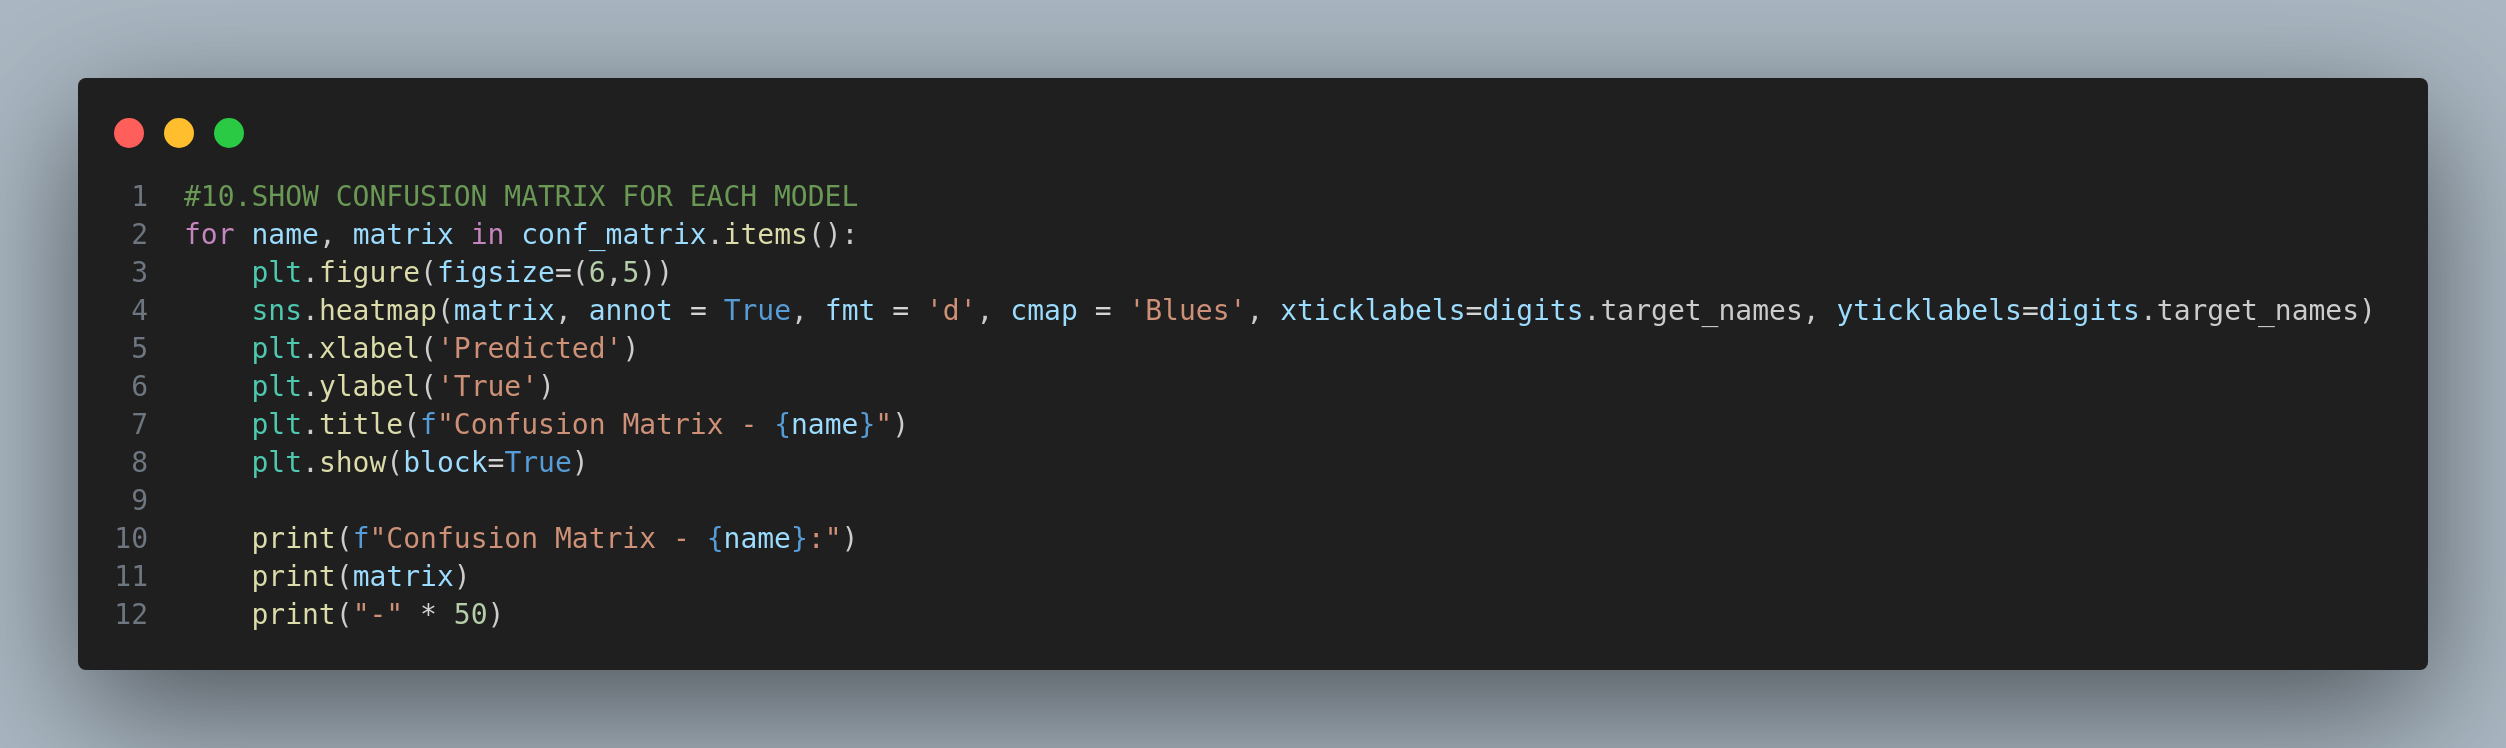 1 #10.SHOW CONFUSION MATRIX FOR EACH MODEL
2 for name, matrix in conf_matrix.items():
3     plt.figure(figsize=(6,5))
4     sns.heatmap(matrix, annot = True, fmt = 'd', cmap = 'Blues', xticklabels=digits.target_names, yticklabels=digits.target_names)
5     plt.xlabel('Predicted')
6     plt.ylabel('True')
7     plt.title(f"Confusion Matrix - {name}")
8     plt.show(block=True)
9
10     print(f"Confusion Matrix - {name}:")
11     print(matrix)
12     print("-" * 50)